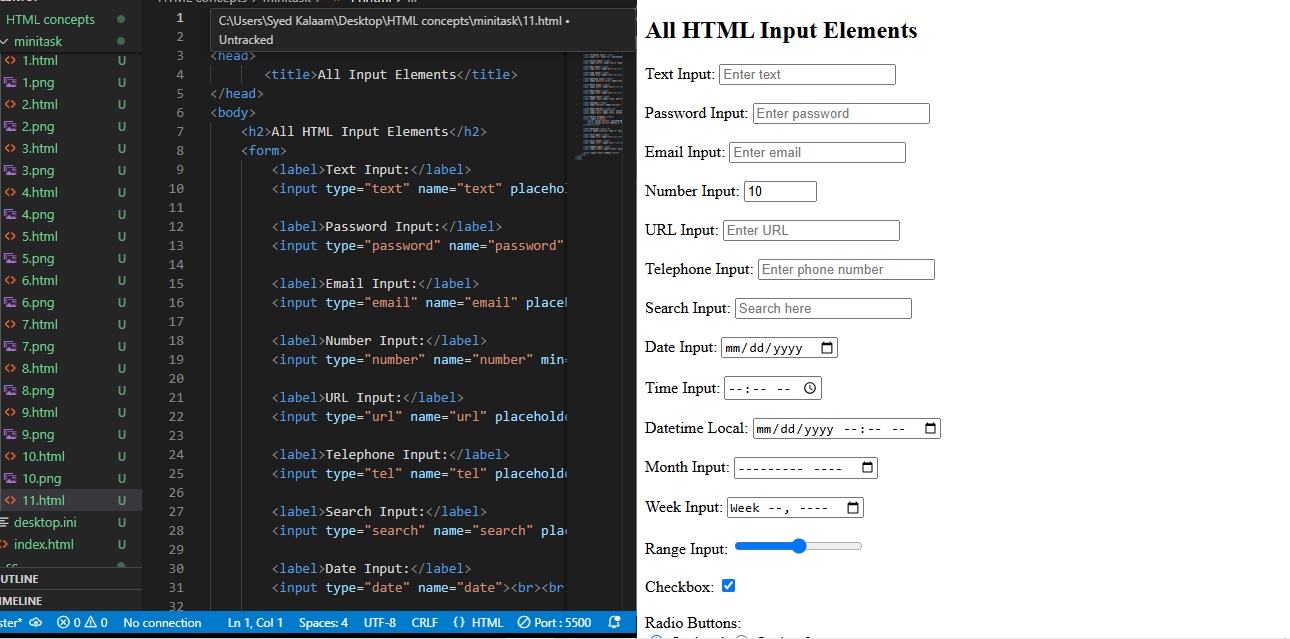 HTML concepts
minitask
1.html U
1.png U
2.html U
2.png U
3.html U
3.png U
4.html U
4.png U
5.html U
5.png U
6.html U
6.png U
7.html U
7.png U
8.html U
8.png U
9.html U
9.png U
10.html U
10.png U
11.html U
desktop.ini U
index.html U
UTLINE
IMELINE
C:\Users\Syed Kalaam\Desktop\HTML concepts\minitask\11.html •
Untracked
1
2
3 <head>
4 <title>All Input Elements</title>
5 </head>
6 <body>
7 <h2>All HTML Input Elements</h2>
8 <form>
9 <label>Text Input:</label>
10 <input type="text" name="text" placehol
11
12 <label>Password Input:</label>
13 <input type="password" name="password"
14
15 <label>Email Input:</label>
16 <input type="email" name="email" placeh
17
18 <label>Number Input:</label>
19 <input type="number" name="number" min=
20
21 <label>URL Input:</label>
22 <input type="url" name="url" placeholde
23
24 <label>Telephone Input:</label>
25 <input type="tel" name="tel" placeholde
26
27 <label>Search Input:</label>
28 <input type="search" name="search" plac
29
30 <label>Date Input:</label>
31 <input type="date" name="date"><br><br
32
ster* 0 0 No connection Ln 1, Col 1 Spaces: 4 UTF-8 CRLF {} HTML Port : 5500
All HTML Input Elements
Text Input: Enter text
Password Input: Enter password
Email Input: Enter email
Number Input: 10
URL Input: Enter URL
Telephone Input: Enter phone number
Search Input: Search here
Date Input: mm/dd/yyyy
Time Input: --:-- --
Datetime Local: mm/dd/yyyy --:-- --
Month Input: --------- ----
Week Input: Week --, ----
Range Input:
Checkbox:
Radio Buttons: